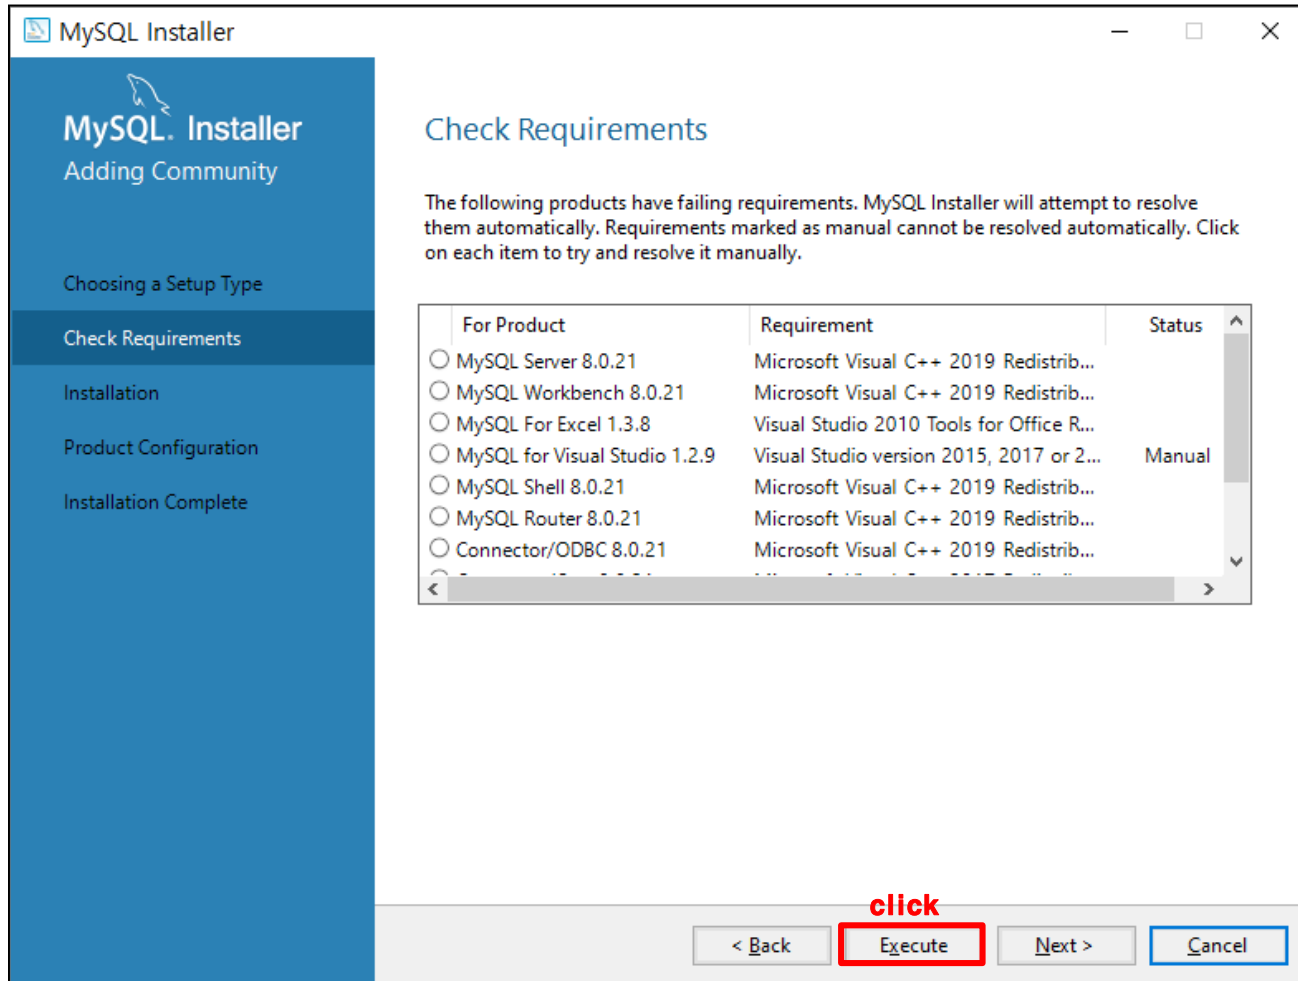 MySQL Installer
MySQL. Installer
Adding Community
Choosing a Setup Type
Check Requirements
Installation
Product Configuration
Installation Complete
Check Requirements
The following products have failing requirements. MySQL Installer will attempt to resolve
them automatically. Requirements marked as manual cannot be resolved automatically. Click
on each item to try and resolve it manually.
For Product Requirement Status
MySQL Server 8.0.21 Microsoft Visual C++ 2019 Redistrib...
MySQL Workbench 8.0.21 Microsoft Visual C++ 2019 Redistrib...
MySQL For Excel 1.3.8 Visual Studio 2010 Tools for Office R...
MySQL for Visual Studio 1.2.9 Visual Studio version 2015, 2017 or 2... Manual
MySQL Shell 8.0.21 Microsoft Visual C++ 2019 Redistrib...
MySQL Router 8.0.21 Microsoft Visual C++ 2019 Redistrib...
Connector/ODBC 8.0.21 Microsoft Visual C++ 2019 Redistrib...
click
< Back Execute Next > Cancel